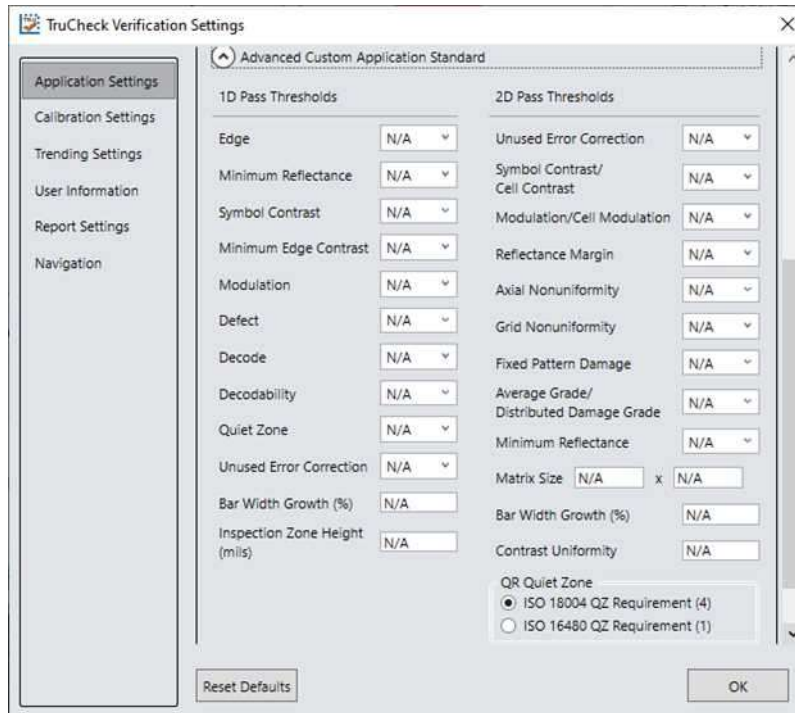 TruCheck Verification Settings
Application Settings
Calibration Settings
Trending Settings
User Information
Report Settings
Navigation
Advanced Custom Application Standard
1D Pass Thresholds
Edge N/A
Minimum Reflectance N/A
Symbol Contrast N/A
Minimum Edge Contrast N/A
Modulation N/A
Defect N/A
Decode N/A
Decodability N/A
Quiet Zone N/A
Unused Error Correction N/A
Bar Width Growth (%) N/A
Inspection Zone Height
(mils) N/A
2D Pass Thresholds
Unused Error Correction N/A
Symbol Contrast/
Cell Contrast N/A
Modulation/Cell Modulation N/A
Reflectance Margin N/A
Axial Nonuniformity N/A
Grid Nonuniformity N/A
Fixed Pattern Damage N/A
Average Grade/
Distributed Damage Grade N/A
Minimum Reflectance N/A
Matrix Size N/A x N/A
Bar Width Growth (%) N/A
Contrast Uniformity N/A
QR Quiet Zone
ISO 18004 QZ Requirement (4)
ISO 16480 QZ Requirement (1)
Reset Defaults
OK